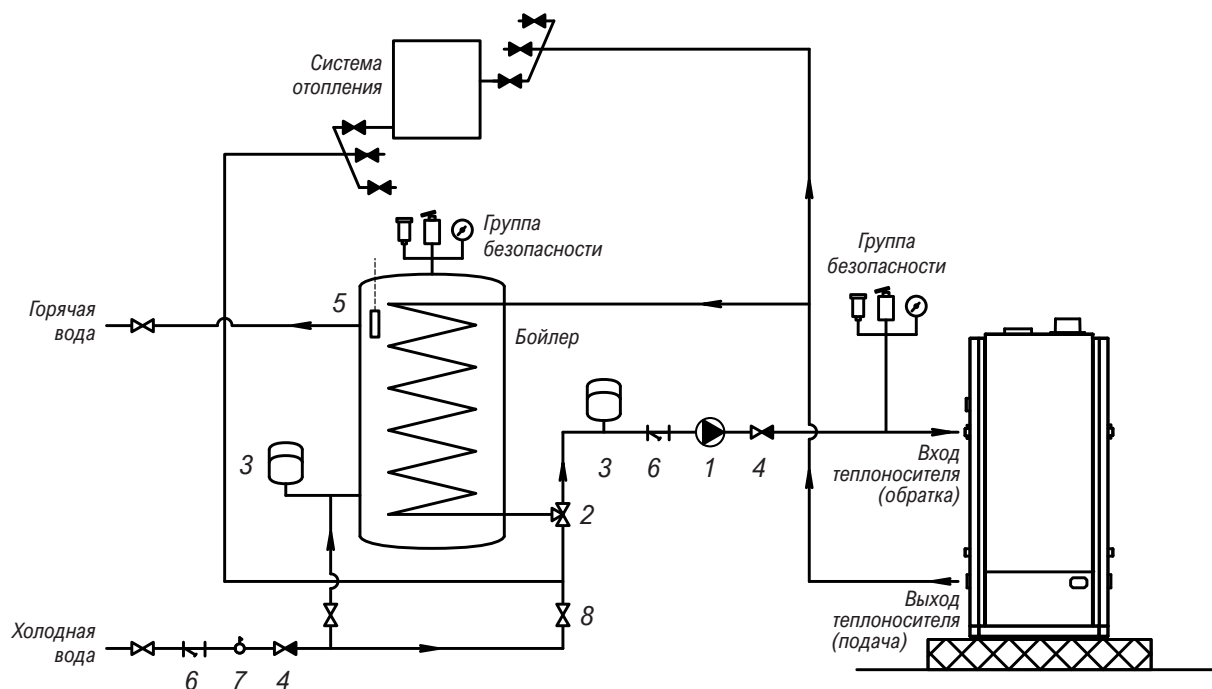 Система
отопления
Группа
безопасности
Группа
безопасности
Горячая
вода
5
Бойлер
3
3
6
1
4
Вход
теплоносителя
(обратка)
2
8
Холодная
вода
6
7
4
Выход
теплоносителя
(подача)